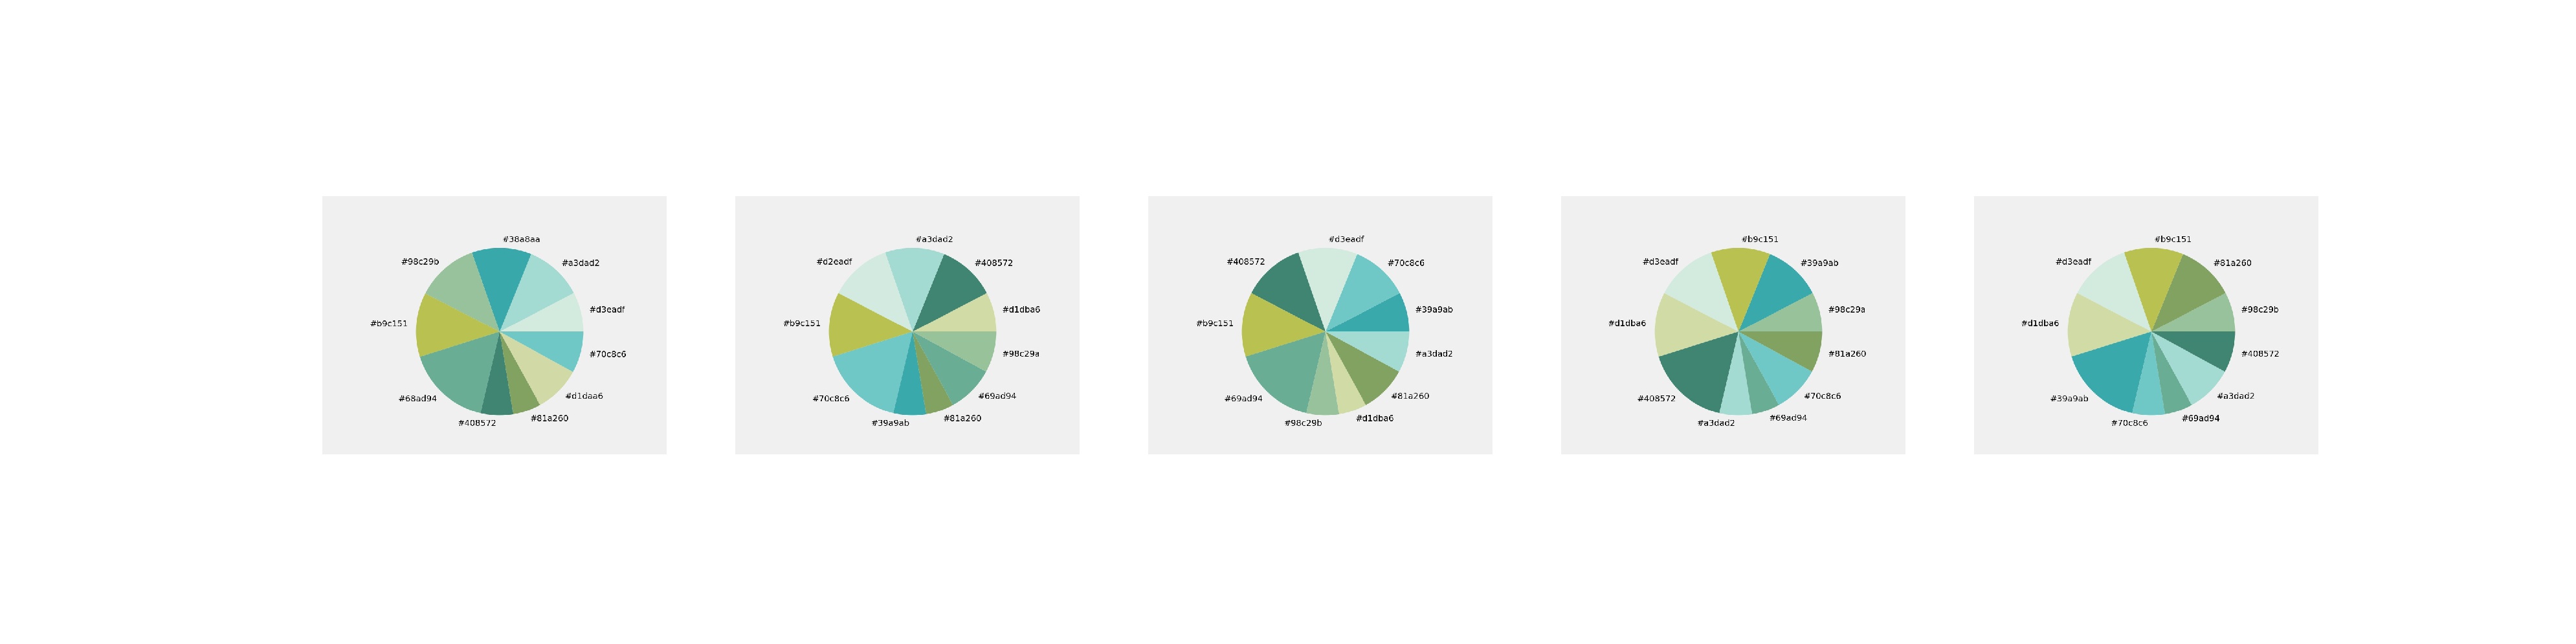 #38a8aa
#98c29b
#a3dad2
#d3eadf
#b9c151
#70c8c6
#d1daa6
#68ad94
#81a260
#408572
#a3dad2
#d2eadf
#408572
#d1dba6
#b9c151
#98c29a
#69ad94
#70c8c6
#81a260
#39a9ab
#d3eadf
#408572
#70c8c6
#39a9ab
#b9c151
#a3dad2
#81a260
#69ad94
#d1dba6
#98c29b
#b9c151
#d3eadf
#39a9ab
#98c29a
#d1dba6
#81a260
#70c8c6
#408572
#69ad94
#a3dad2
#b9c151
#d3eadf
#81a260
#98c29b
#d1dba6
#408572
#a3dad2
#39a9ab
#69ad94
#70c8c6